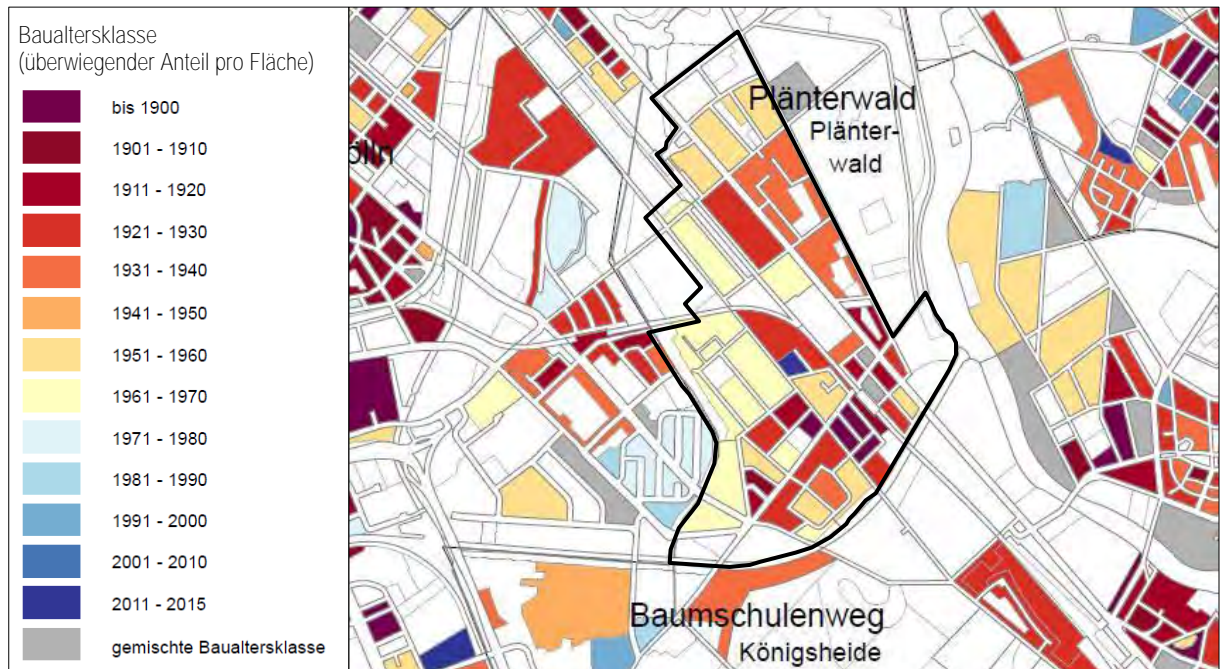 Baualtersklasse
(überwiegender Anteil pro Fläche)
bis 1900
1901 - 1910
1911 - 1920
1921 - 1930
1931 - 1940
1941 - 1950
1951 - 1960
1961 - 1970
1971 - 1980
1981 - 1990
1991 - 2000
2001 - 2010
2011 - 2015
gemischte Baualtersklasse
Plänterwald
Plänter-
wald
ölln
Baumschulenweg
Königsheide